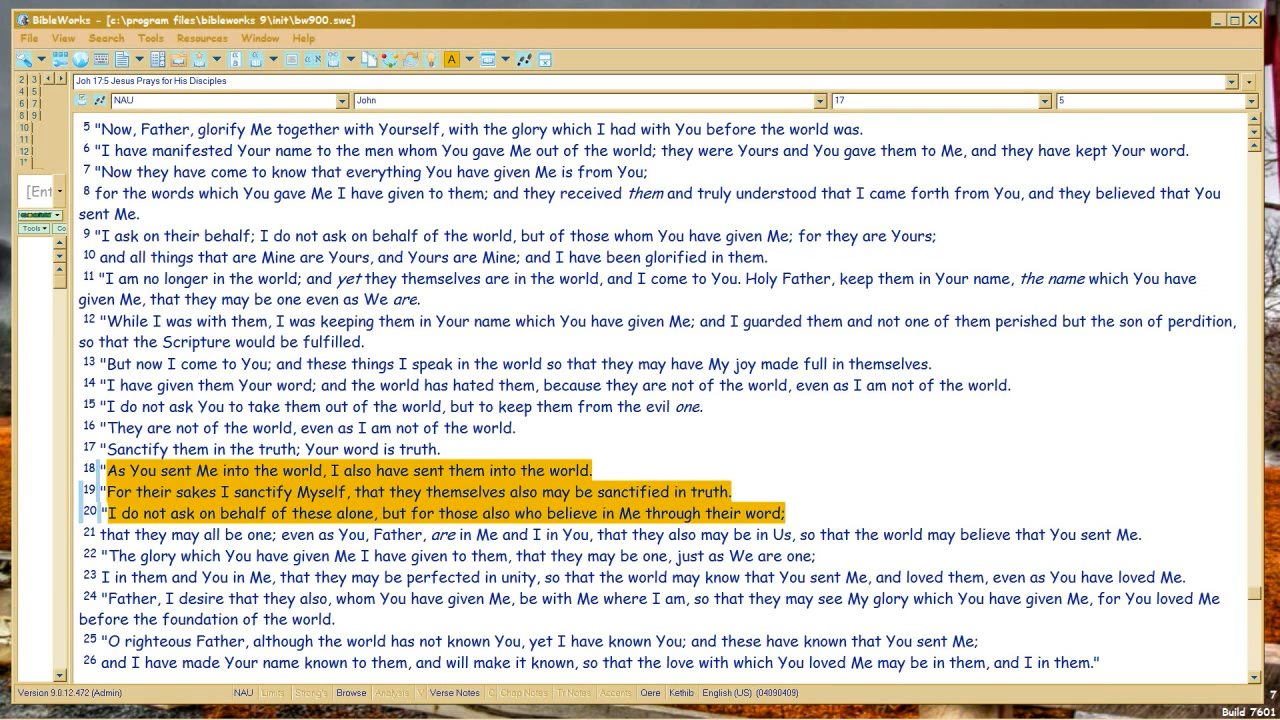 BibleWorks - [c:\program files\bibleworks 9\init\bw900.swc]
File View Search Tools Resources Window Help
Joh 17:5 Jesus Prays for His Disciples
NAU John 17 5
2 3
4 5
6 7
8 9
10
11
12
[Ent
Tools Co
5 "Now, Father, glorify Me together with Yourself, with the glory which I had with You before the world was.
6 "I have manifested Your name to the men whom You gave Me out of the world; they were Yours and You gave them to Me, and they have kept Your word.
7 "Now they have come to know that everything You have given Me is from You;
8 for the words which You gave Me I have given to them; and they received them and truly understood that I came forth from You, and they believed that You
sent Me.
9 "I ask on their behalf; I do not ask on behalf of the world, but of those whom You have given Me; for they are Yours;
10 and all things that are Mine are Yours, and Yours are Mine; and I have been glorified in them.
11 "I am no longer in the world; and yet they themselves are in the world, and I come to You. Holy Father, keep them in Your name, the name which You have
given Me, that they may be one even as We are.
12 "While I was with them, I was keeping them in Your name which You have given Me; and I guarded them and not one of them perished but the son of perdition,
so that the Scripture would be fulfilled.
13 "But now I come to You; and these things I speak in the world so that they may have My joy made full in themselves.
14 "I have given them Your word; and the world has hated them, because they are not of the world, even as I am not of the world.
15 "I do not ask You to take them out of the world, but to keep them from the evil one.
16 "They are not of the world, even as I am not of the world.
17 "Sanctify them in the truth; Your word is truth.
18 "As You sent Me into the world, I also have sent them into the world.
19 "For their sakes I sanctify Myself, that they themselves also may be sanctified in truth.
20 "I do not ask on behalf of these alone, but for those also who believe in Me through their word;
21 that they may all be one; even as You, Father, are in Me and I in You, that they also may be in Us, so that the world may believe that You sent Me.
22 "The glory which You have given Me I have given to them, that they may be one, just as We are one;
23 I in them and You in Me, that they may be perfected in unity, so that the world may know that You sent Me, and loved them, even as You have loved Me.
24 "Father, I desire that they also, whom You have given Me, be with Me where I am, so that they may see My glory which You have given Me, for You loved Me
before the foundation of the world.
25 "O righteous Father, although the world has not known You, yet I have known You; and these have known that You sent Me;
26 and I have made Your name known to them, and will make it known, so that the love with which You loved Me may be in them, and I in them."
Version 9.0.12.472 (Admin) NAU Limits Strong's Browse Analysis V Verse Notes C Chap Notes Tr Notes Accents Qere Kethib English (US) (04090409)
7
Build 7601